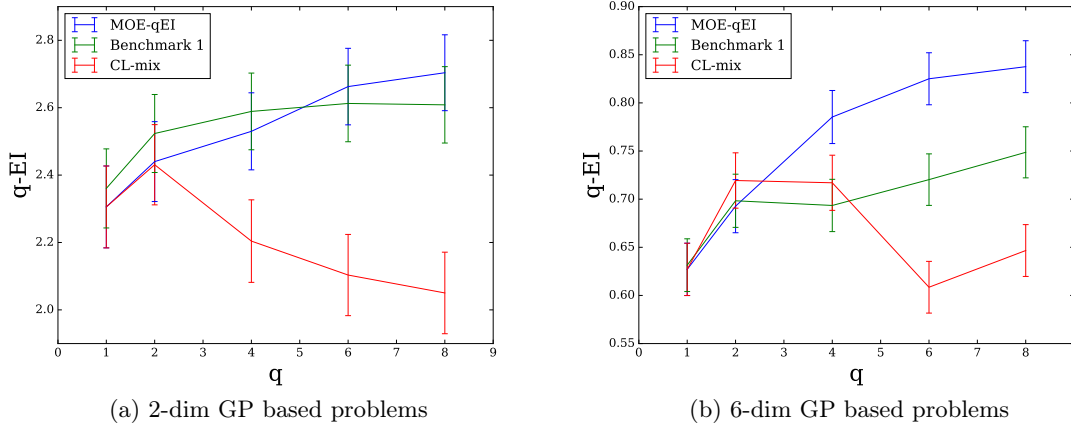 MOE-qEI
Benchmark 1
CL-mix
q-EI
2.8
2.6
2.4
2.2
2.0
0 1 2 3 4 5 6 7 8 9
q
(a) 2-dim GP based problems
MOE-qEI
Benchmark 1
CL-mix
q-EI
0.90
0.85
0.80
0.75
0.70
0.65
0.60
0.55
0 1 2 3 4 5 6 7 8
q
(b) 6-dim GP based problems